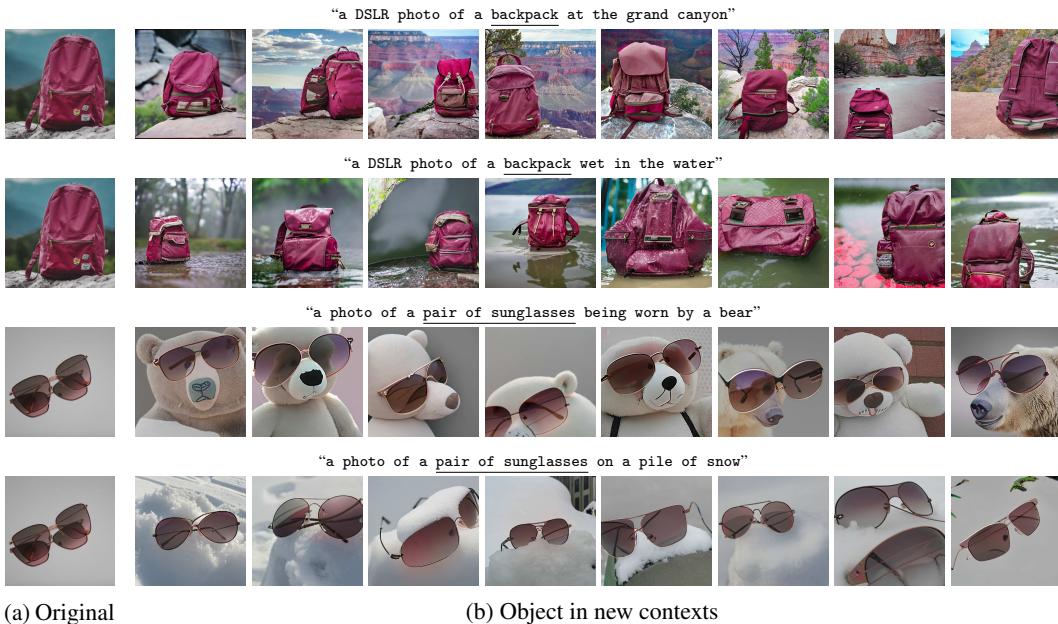 “a DSLR photo of a backpack at the grand canyon”
“a DSLR photo of a backpack wet in the water”
“a photo of a pair of sunglasses being worn by a bear”
“a photo of a pair of sunglasses on a pile of snow”
(a) Original
(b) Object in new contexts